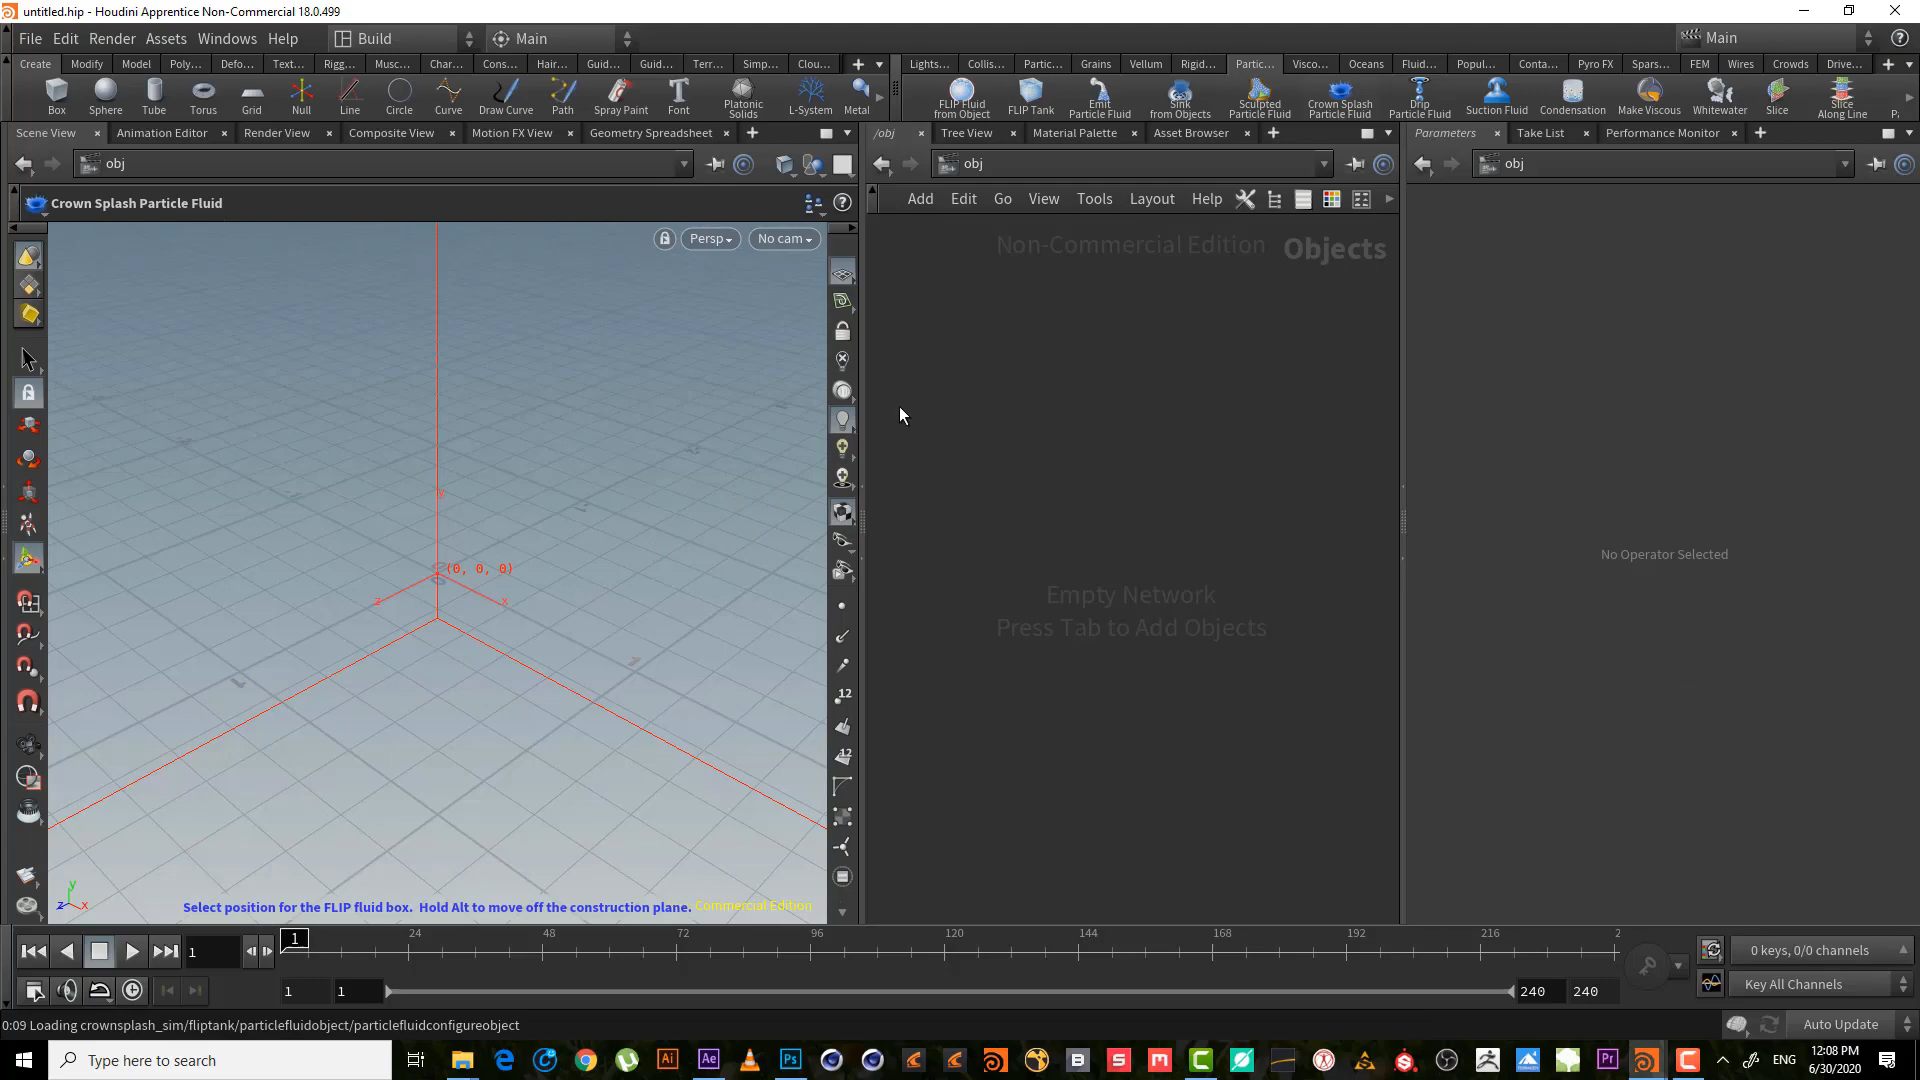 untitled.hip - Houdini Apprentice Non-Commercial 18.0.499
File Edit Render Assets Windows Help Build Main Main
Create Modify Model Poly... Defo... Text... Rigg... Musc... Char... Cons... Hair... Guid... Guid... Terr... Simp... Clou...
Lights... Collis... Partic... Grains Vellum Rigid... Partic... Visco... Oceans Fluid... Popul... Conta... Pyro FX Spars... FEM Wires Crowds Drive...
Box Sphere Tube Torus Grid Null Line Circle Curve Draw Curve Path Spray Paint Font Platonic Solids L-System Metal
FLIP Fluid from Object FLIP Tank Emit Particle Fluid Sink from Objects Sculpted Particle Fluid Crown Splash Particle Fluid Drip Particle Fluid Suction Fluid Condensation Make Viscous Whitewater Slice Slice Along Line
Scene View Animation Editor Render View Composite View Motion FX View Geometry Spreadsheet
/obj Tree View Material Palette Asset Browser
Parameters Take List Performance Monitor
obj
obj
obj
Crown Splash Particle Fluid
Add Edit Go View Tools Layout Help
Persp No cam
Non-Commercial Edition Objects
y
(0, 0, 0)
z x
No Operator Selected
Empty Network
Press Tab to Add Objects
12
12
y
z x
Select position for the FLIP fluid box. Hold Alt to move off the construction plane.
Commercial Edition
1
1 24 48 72 96 120 144 168 192 216 2
0 keys, 0/0 channels
1 1 240 240
Key All Channels
0:09 Loading crownsplash_sim/fliptank/particlefluidobject/particlefluidconfigureobject
Auto Update
Type here to search
Ai Ae Ps B S M Pr
ENG
12:08 PM
6/30/2020